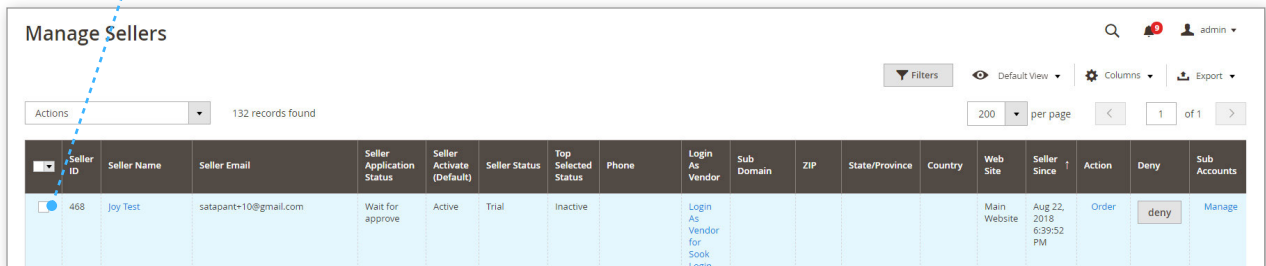 Manage Sellers
9
admin
Filters
Default View
Columns
Export
Actions
132 records found
200
per page
1
of 1
Seller ID
Seller Name
Seller Email
Seller Application Status
Seller Activate (Default)
Seller Status
Top Selected Status
Phone
Login As Vendor
Sub Domain
ZIP
State/Province
Country
Web Site
Seller Since ↑
Action
Deny
Sub Accounts
468
Joy Test
satapant+10@gmail.com
Wait for approve
Active
Trial
Inactive
Login As Vendor for Sook Login
Main Website
Aug 22, 2018 6:39:52 PM
Order
deny
Manage